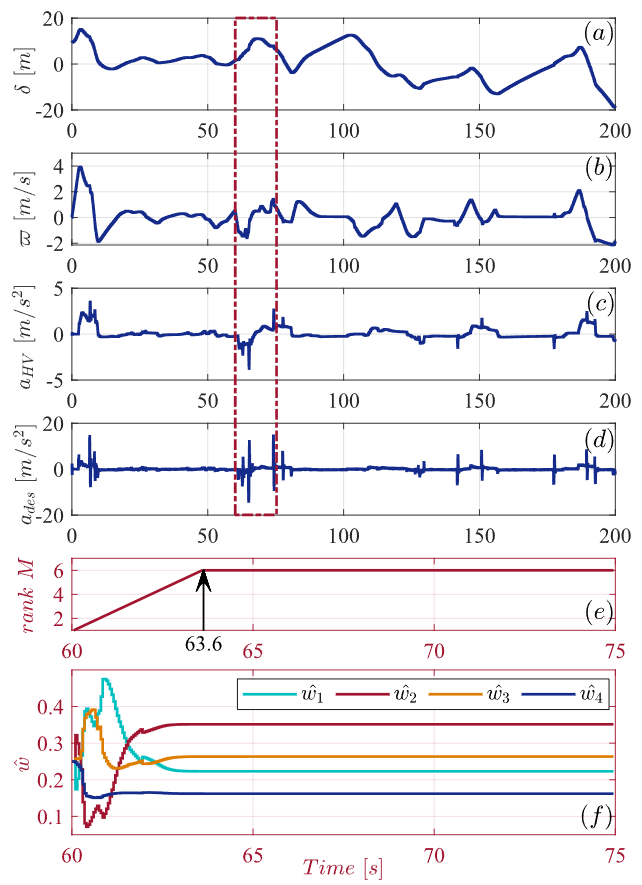 20
0
-20
δ [m]
(a)
0 50 100 150 200
4
2
0
-2
ϖ [m/s]
(b)
0 50 100 150 200
5
0
-5
a_HV [m/s²]
(c)
0 50 100 150 200
20
0
-20
a_des [m/s²]
(d)
0 50 100 150 200
6
4
2
rank M
(e)
60 63.6 65 70 75
ŵ₁ ŵ₂ ŵ₃ ŵ₄
0.4
0.3
0.2
0.1
ŵ
(f)
60 65 70 75
Time [s]